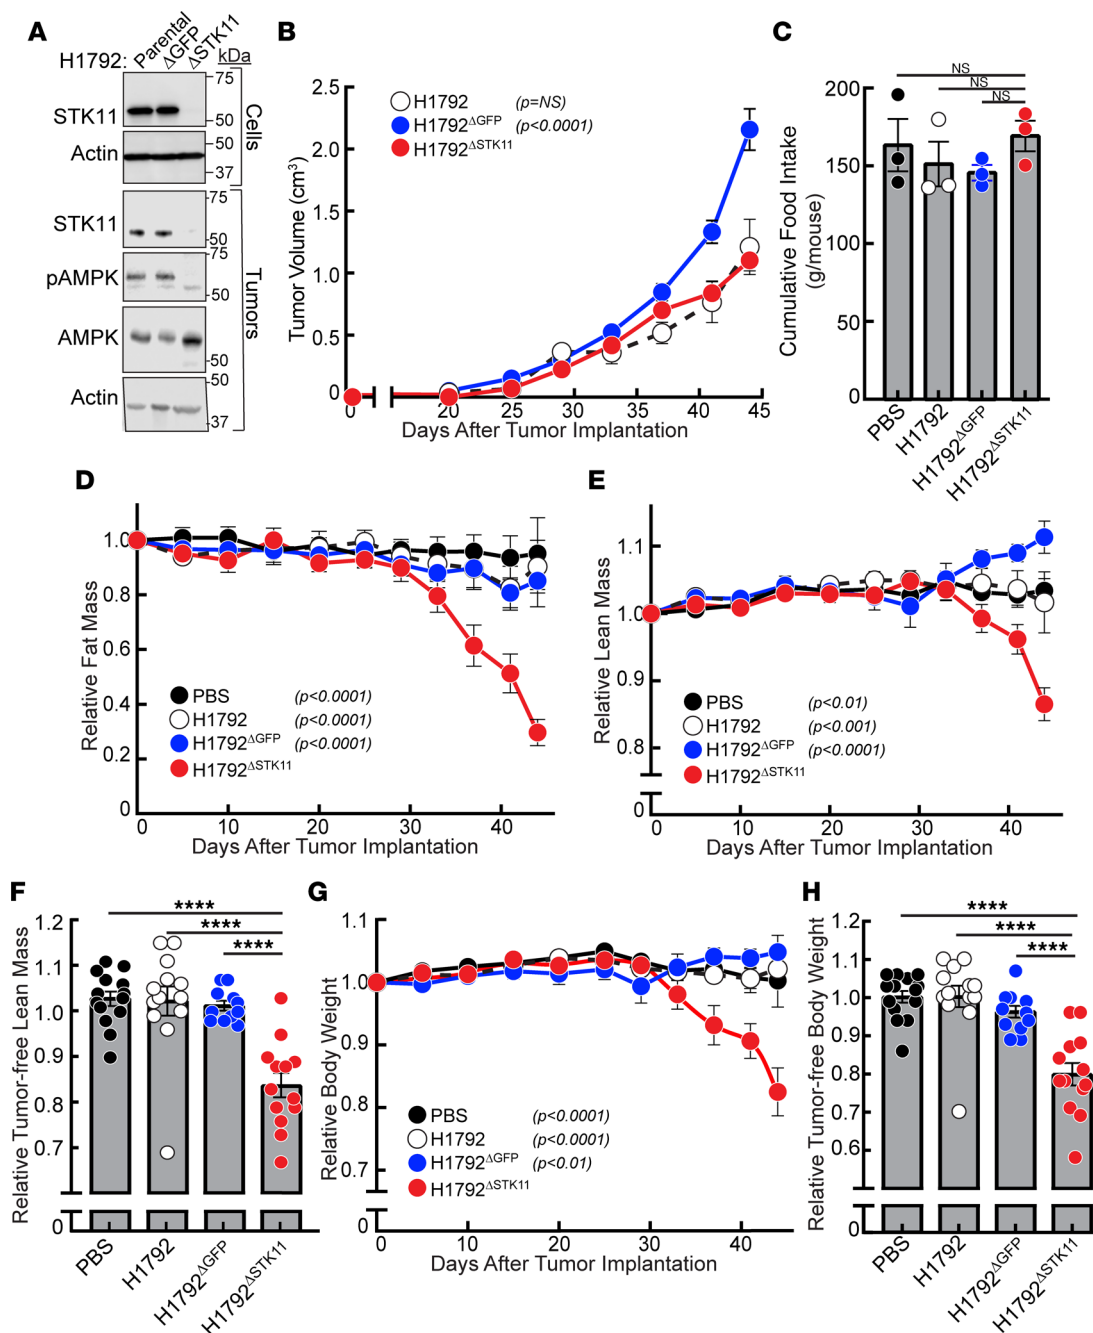 A
H1792:
Parental
ΔGFP
ΔSTK11
kDa
75
STK11
50
50
Actin
37
Cells
75
STK11
50
75
pAMPK
50
AMPK
50
50
Actin
37
Tumors
B
2.5
2.0
1.5
1.0
0.5
0
Tumor Volume (cm³)
H1792 (p=NS)
H1792ΔGFP (p<0.0001)
H1792ΔSTK11
0 20 25 30 35 40 45
Days After Tumor Implantation
C
NS
NS
NS
200
150
100
50
0
Cumulative Food Intake
(g/mouse)
PBS
H1792
H1792ΔGFP
H1792ΔSTK11
D
1.0
0.8
0.6
0.4
0.2
0
Relative Fat Mass
PBS (p<0.0001)
H1792 (p<0.0001)
H1792ΔGFP (p<0.0001)
H1792ΔSTK11
0 10 20 30 40
Days After Tumor Implantation
E
1.1
1.0
0.9
0.8
0
Relative Lean Mass
PBS (p<0.01)
H1792 (p<0.001)
H1792ΔGFP (p<0.0001)
H1792ΔSTK11
0 10 20 30 40
Days After Tumor Implantation
F
****
****
****
1.2
1.1
1.0
0.9
0.8
0.7
0
Relative Tumor-free Lean Mass
PBS
H1792
H1792ΔGFP
H1792ΔSTK11
G
1.1
1.0
0.9
0.8
0.7
0
Relative Body Weight
PBS (p<0.0001)
H1792 (p<0.0001)
H1792ΔGFP (p<0.01)
H1792ΔSTK11
0 10 20 30 40
Days After Tumor Implantation
H
****
****
****
1.2
1.1
1.0
0.9
0.8
0.7
0.6
0
Relative Tumor-free Body Weight
PBS
H1792
H1792ΔGFP
H1792ΔSTK11